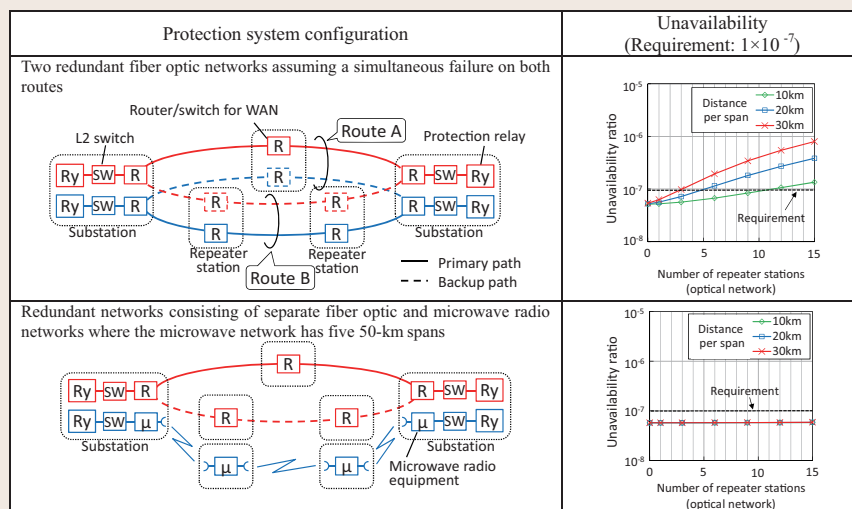 Protection system configuration
Unavailability
(Requirement: 1×10 -7)
Two redundant fiber optic networks assuming a simultaneous failure on both
routes
Router/switch for WAN
Route A
L2 switch
Protection relay
R
Ry SW R
R SW Ry
R
Ry SW R
R SW Ry
R R
Substation
Substation
R R
Repeater
station
Repeater
station
Route B
Primary path
Backup path
10-5
10-6
10-7
10-8
Unavailability ratio
Distance
per span
10km
20km
30km
Requirement
0 5 10 15
Number of repeater stations
(optical network)
Redundant networks consisting of separate fiber optic and microwave radio
networks where the microwave network has five 50-km spans
R
Ry SW R
R SW Ry
R R
Ry SW μ
μ SW Ry
Substation
Substation
μ μ
Microwave radio
equipment
10-5
10-6
10-7
10-8
Unavailability ratio
Distance
per span
10km
20km
30km
Requirement
0 5 10 15
Number of repeater stations
(optical network)